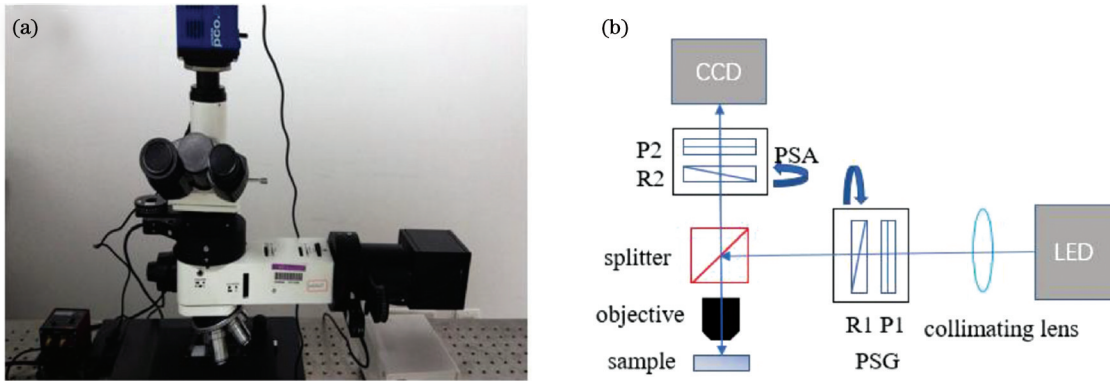 (a)
pco.
(b)
CCD
P2
PSA
R2
splitter
LED
objective
R1 P1
collimating lens
sample
PSG